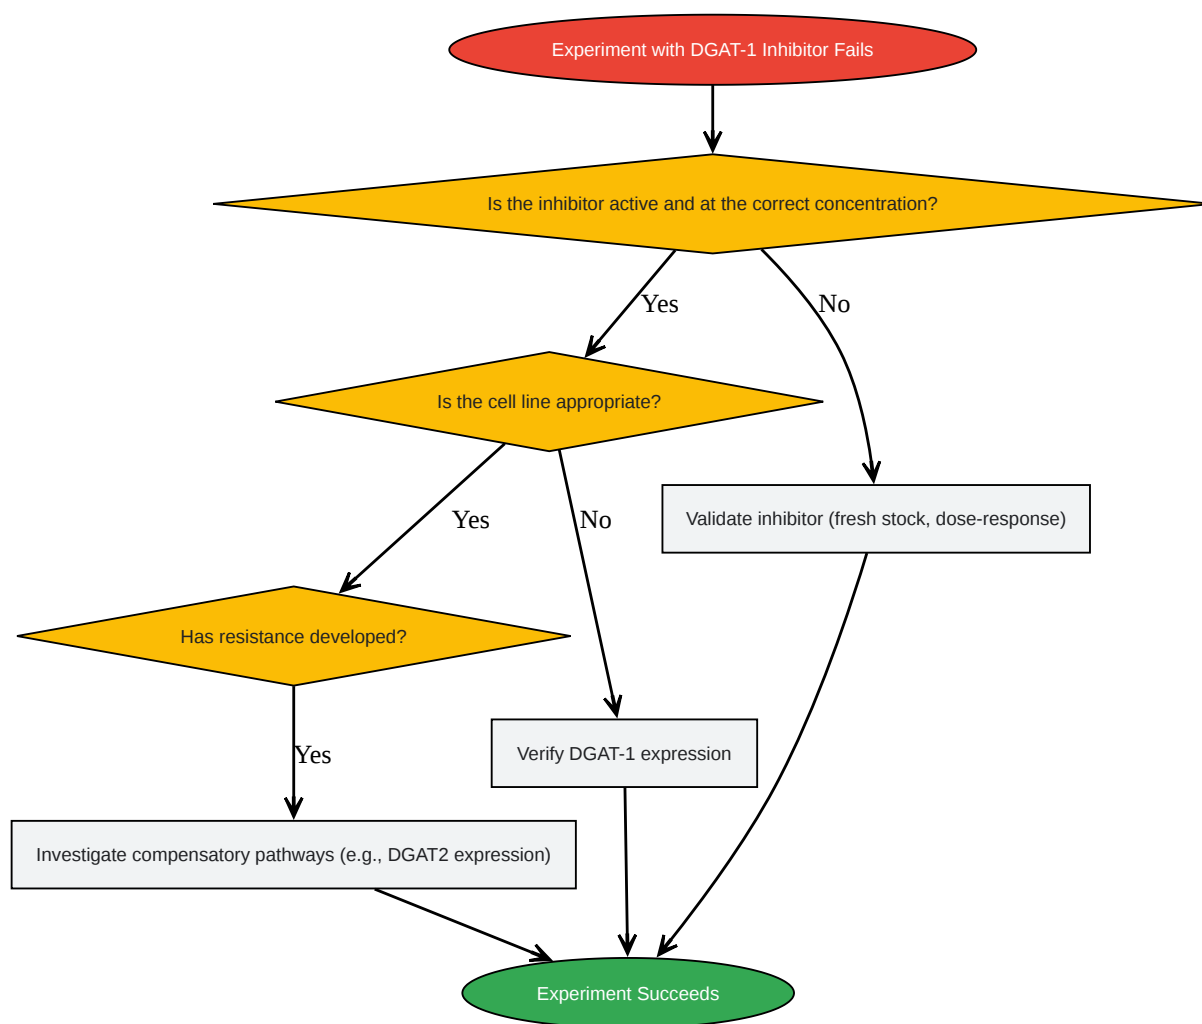 Experiment with DGAT-1 Inhibitor Fails
Is the inhibitor active and at the correct concentration?
Yes
No
Is the cell line appropriate?
Yes
No
Validate inhibitor (fresh stock, dose-response)
Has resistance developed?
Yes
Verify DGAT-1 expression
Investigate compensatory pathways (e.g., DGAT2 expression)
Experiment Succeeds